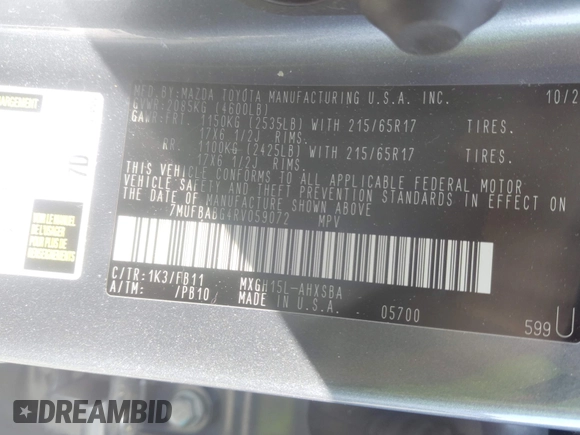 MFD.BY:MAZDA TOYOTA MANUFACTURING U.S.A. INC. 10/2
GVWR:2085KG (4600LB)
GAWR:FRT. 1150KG (2535LB) WITH 215/65R17 TIRES.
17X6 1/2J RIMS.
RR. 1100KG (2425LB) WITH 215/65R17 TIRES.
17X6 1/2J RIMS.
THIS VEHICLE CONFORMS TO ALL APPLICABLE FEDERAL MOTOR
VEHICLE SAFETY AND THEFT PREVENTION STANDARDS IN EFFECT
ON THE DATE OF MANUFACTURE SHOWN ABOVE.
MPV
C/TR:1K3/FB11 MXGH15L-AHXSBA
A/TM: /PB10 MADE IN U.S.A.
05700
599U
DREAMBID